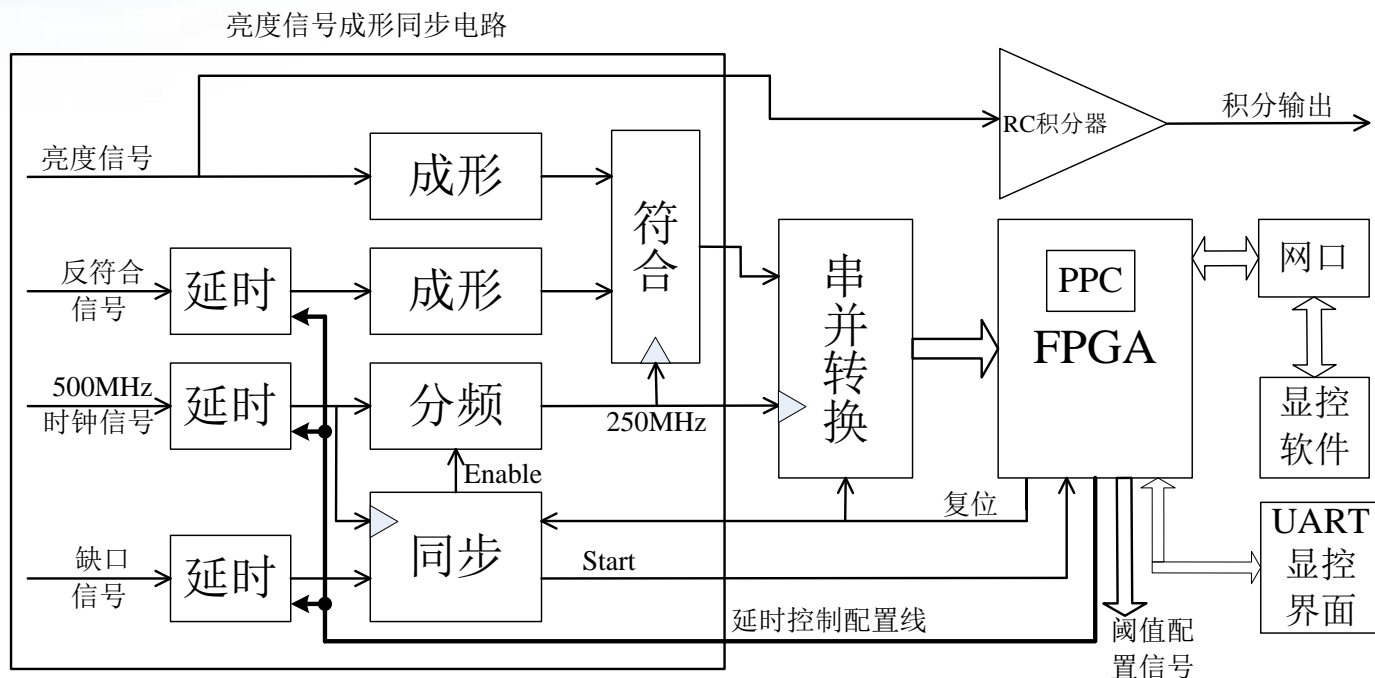 亮度信号成形同步电路
亮度信号
成形
符
合
RC积分器
积分输出
反符合
信号
延时
成形
串
并
转
换
PPC
FPGA
网口
500MHz
时钟信号
延时
分频
250MHz
显控
软件
Enable
缺口
信号
延时
同步
复位
Start
UART
显控
界面
延时控制配置线
阈值配
置信号